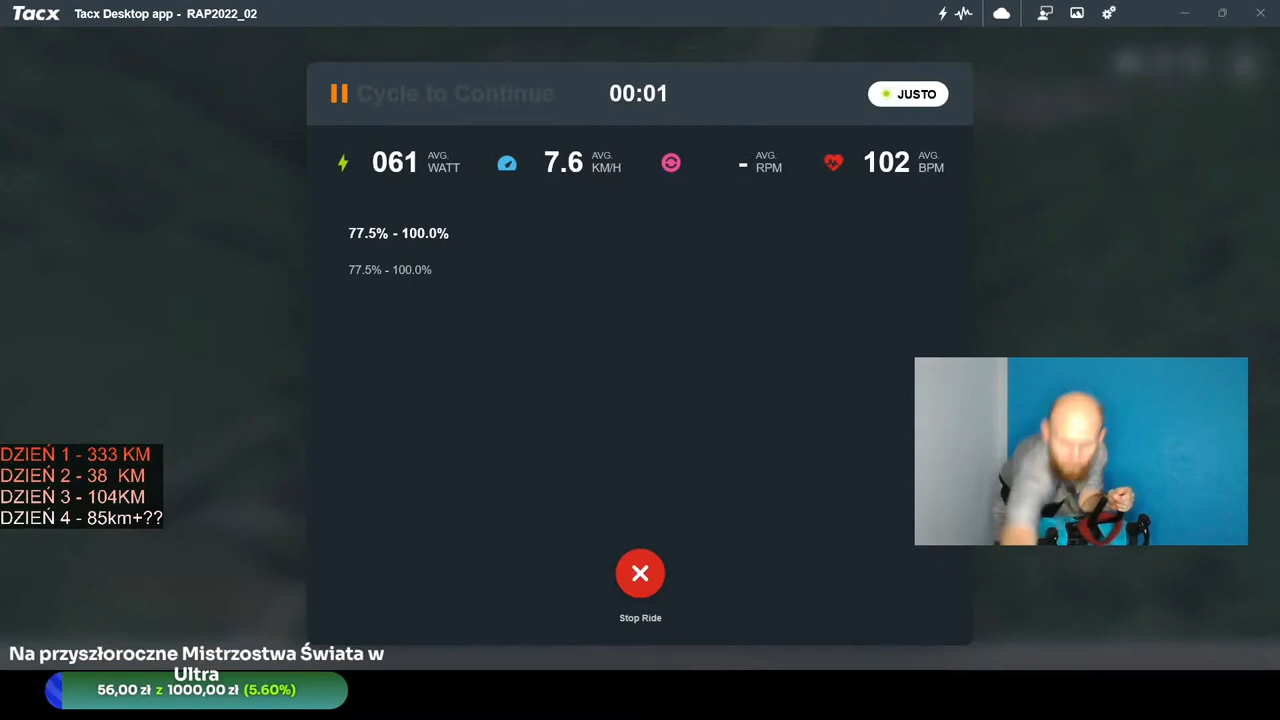 Tacx Tacx Desktop app - RAP2022_02
Cycle to Continue 00:01 JUSTO
061 AVG. WATT 7.6 AVG. KM/H - AVG. RPM 102 AVG. BPM
77.5% - 100.0%
77.5% - 100.0%
DZIEŃ 1 - 333 KM
DZIEŃ 2 - 38 KM
DZIEŃ 3 - 104KM
DZIEŃ 4 - 85km+??
Stop Ride
Na przyszłoroczne Mistrzostwa Świata w
Ultra
56,00 zł z 1000,00 zł (5.60%)